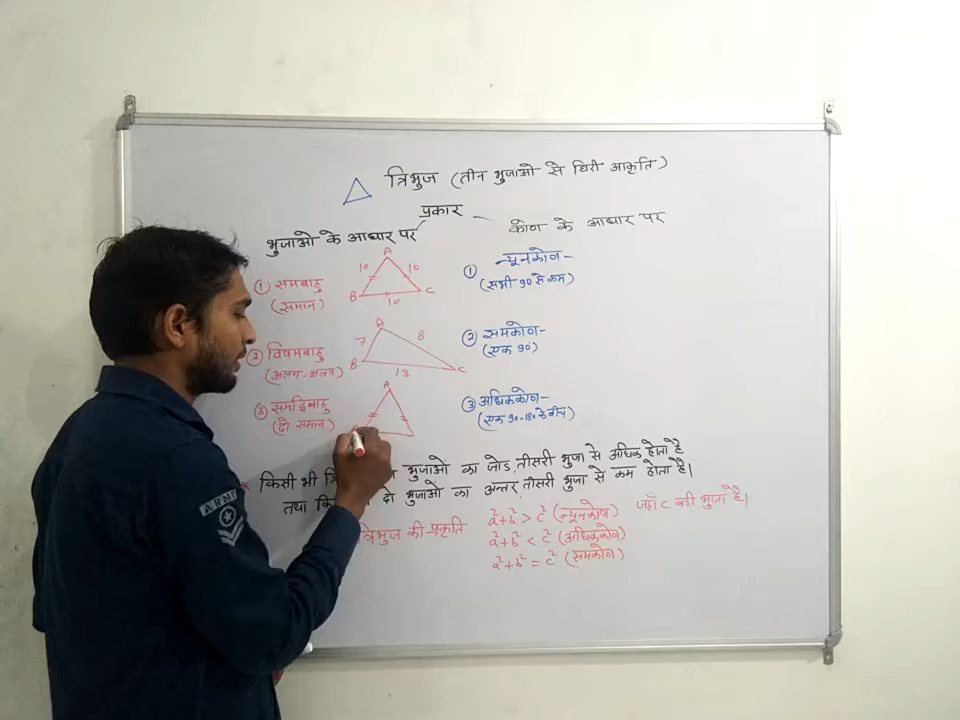 त्रिभुज (तीन भुजाओ से घिरी आकृति)
प्रकार
भुजाओ के आधार पर
कोण के आधार पर
① समबाहु
(समान)
A
10
10
B
10
C
① न्यूनकोण-
(सभी 90 से कम)
② विषमबाहु
(अलग-अलग)
A
7
8
B
13
C
② समकोण-
(एक 90)
③ समद्विबाहु
(दो समान)
A
③ अधिककोण-
(एक 90-180 के बीच)
किसी भी भुजाओं का जोड़ तीसरी भुजा से अधिक होता है
तथा दो भुजाओं का अन्तर, तीसरी भुजा से कम होता है।
त्रिभुज की प्रकृति
a²+b² > c² (न्यूनकोण) जहाँ c बडी भुजा है।
a²+b² < c² (अधिककोण)
a²+b² = c² (समकोण)
ARMY